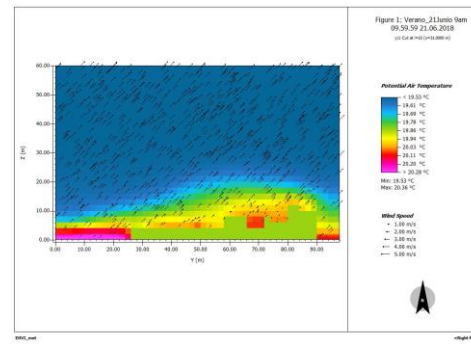 Figure 1: Verano_21Junio 9am
09.59.59 21.06.2018
60.00
50.00
40.00
30.00
20.00
10.00
0.00
Z (m)
0.00 10.00 20.00 30.00 40.00 50.00 60.00 70.00 80.00 90.00
Y (m)
Potential Air Temperature
< 19.53 °C
19.61 °C
19.69 °C
19.78 °C
19.86 °C
19.94 °C
20.03 °C
20.11 °C
20.20 °C
> 20.28 °C
Min: 19.33 °C
Max: 20.36 °C
Wind Speed
1.00 m/s
2.00 m/s
3.00 m/s
4.00 m/s
5.00 m/s